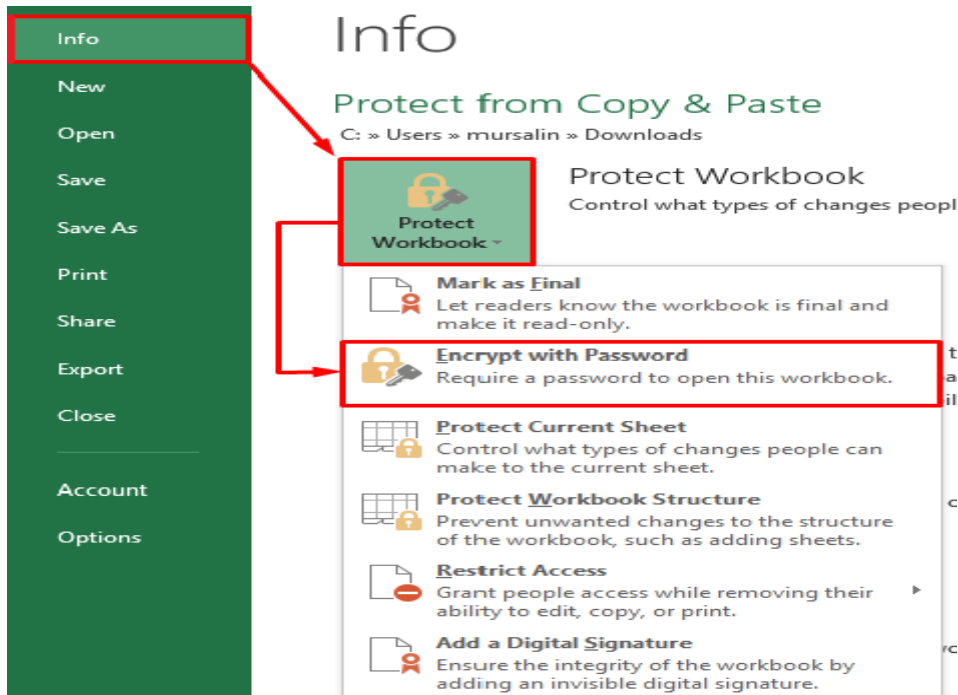 Info
New
Open
Save
Save As
Print
Share
Export
Close
Account
Options
Info
Protect from Copy & Paste
C: » Users » mursalin » Downloads
Protect
Workbook
Protect Workbook
Control what types of changes peopl
Mark as Final
Let readers know the workbook is final and
make it read-only.
Encrypt with Password
Require a password to open this workbook.
Protect Current Sheet
Control what types of changes people can
make to the current sheet.
Protect Workbook Structure
Prevent unwanted changes to the structure
of the workbook, such as adding sheets.
Restrict Access
Grant people access while removing their
ability to edit, copy, or print.
Add a Digital Signature
Ensure the integrity of the workbook by
adding an invisible digital signature.